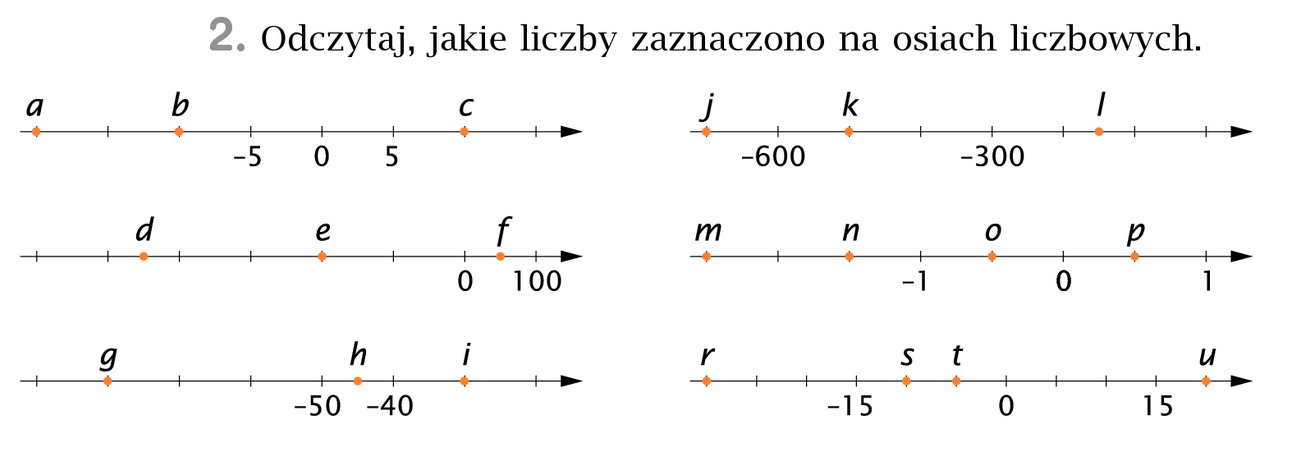 2. Odczytaj, jakie liczby zaznaczono na osiach liczbowych.
a b c
–5 0 5
j k l
–600 –300
d e f
0 100
m n o p
–1 0 1
g h i
–50 –40
r s t u
–15 0 15